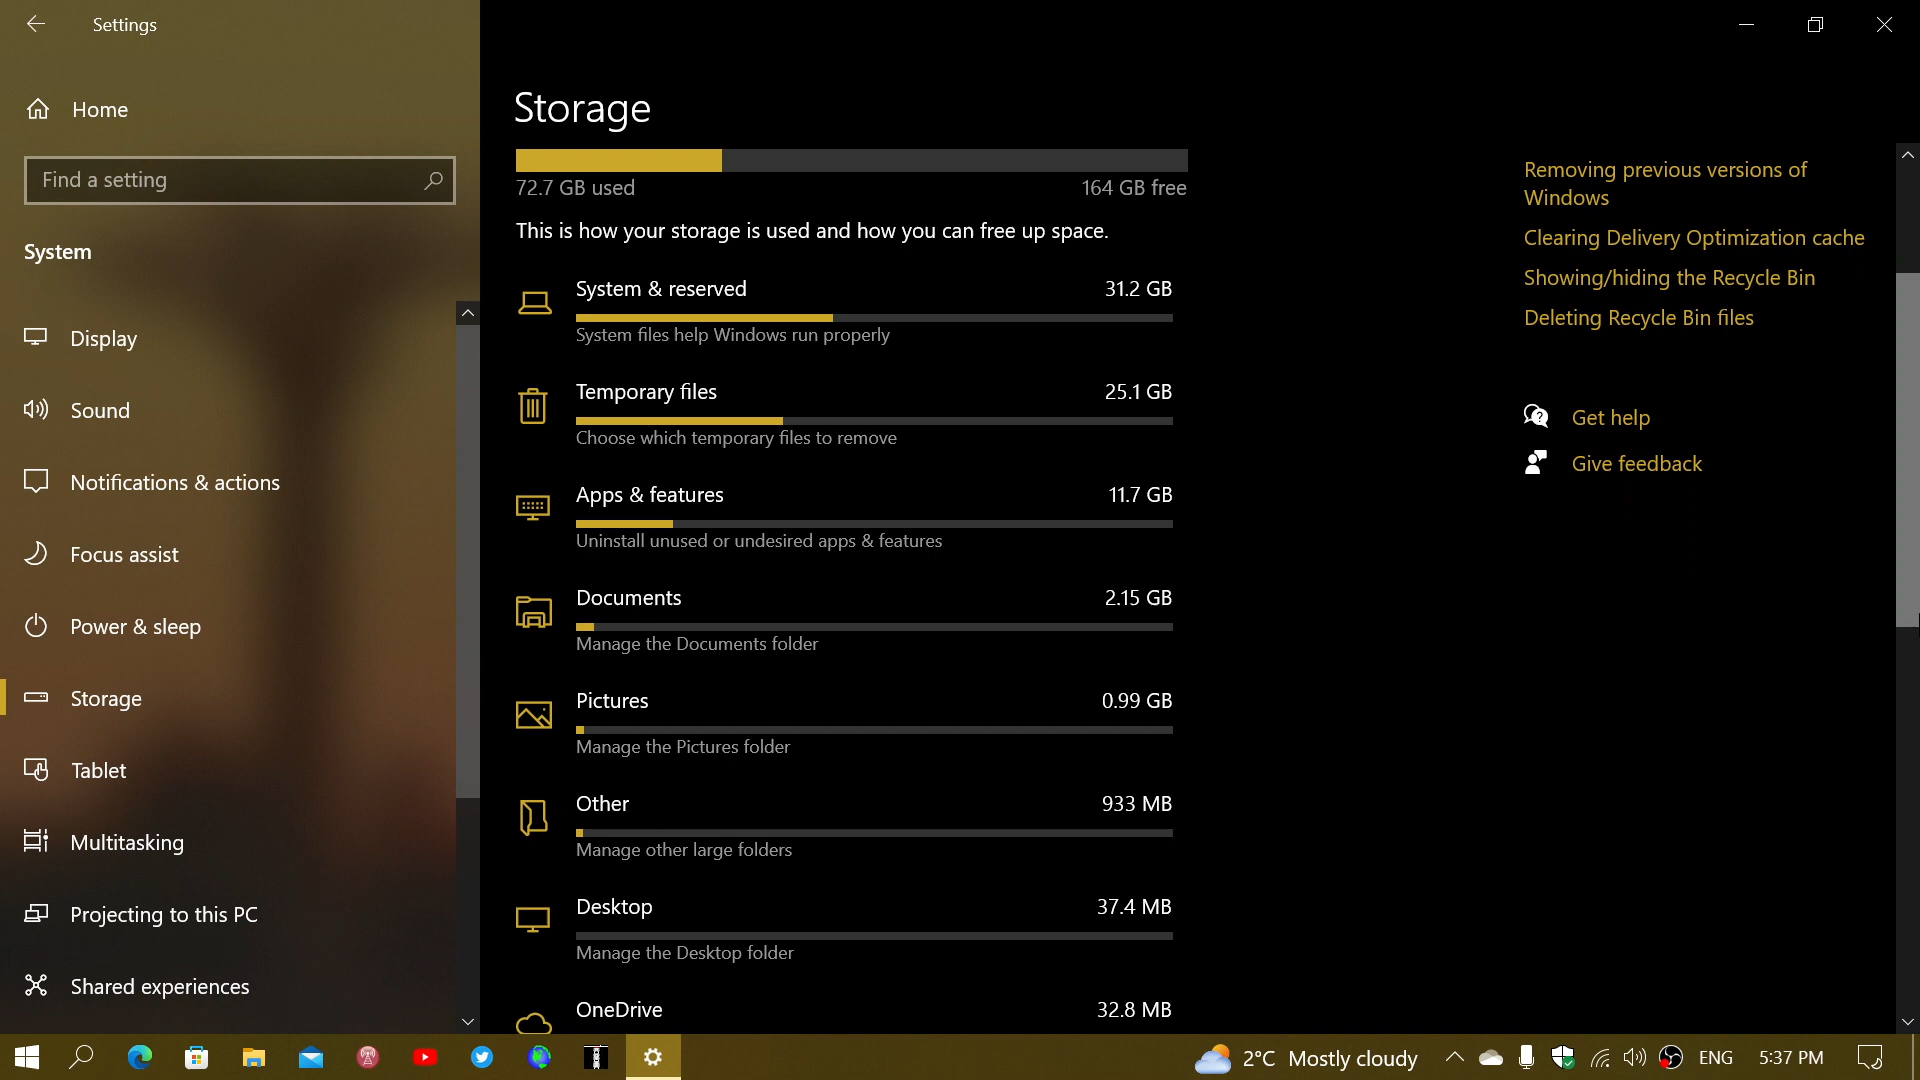 Settings
Home
Find a setting
System
Display
Sound
Notifications & actions
Focus assist
Power & sleep
Storage
Tablet
Multitasking
Projecting to this PC
Shared experiences
Storage
72.7 GB used
164 GB free
This is how your storage is used and how you can free up space.
System & reserved 31.2 GB
System files help Windows run properly
Temporary files 25.1 GB
Choose which temporary files to remove
Apps & features 11.7 GB
Uninstall unused or undesired apps & features
Documents 2.15 GB
Manage the Documents folder
Pictures 0.99 GB
Manage the Pictures folder
Other 933 MB
Manage other large folders
Desktop 37.4 MB
Manage the Desktop folder
OneDrive 32.8 MB
Removing previous versions of
Windows
Clearing Delivery Optimization cache
Showing/hiding the Recycle Bin
Deleting Recycle Bin files
Get help
Give feedback
2°C Mostly cloudy
ENG
5:37 PM